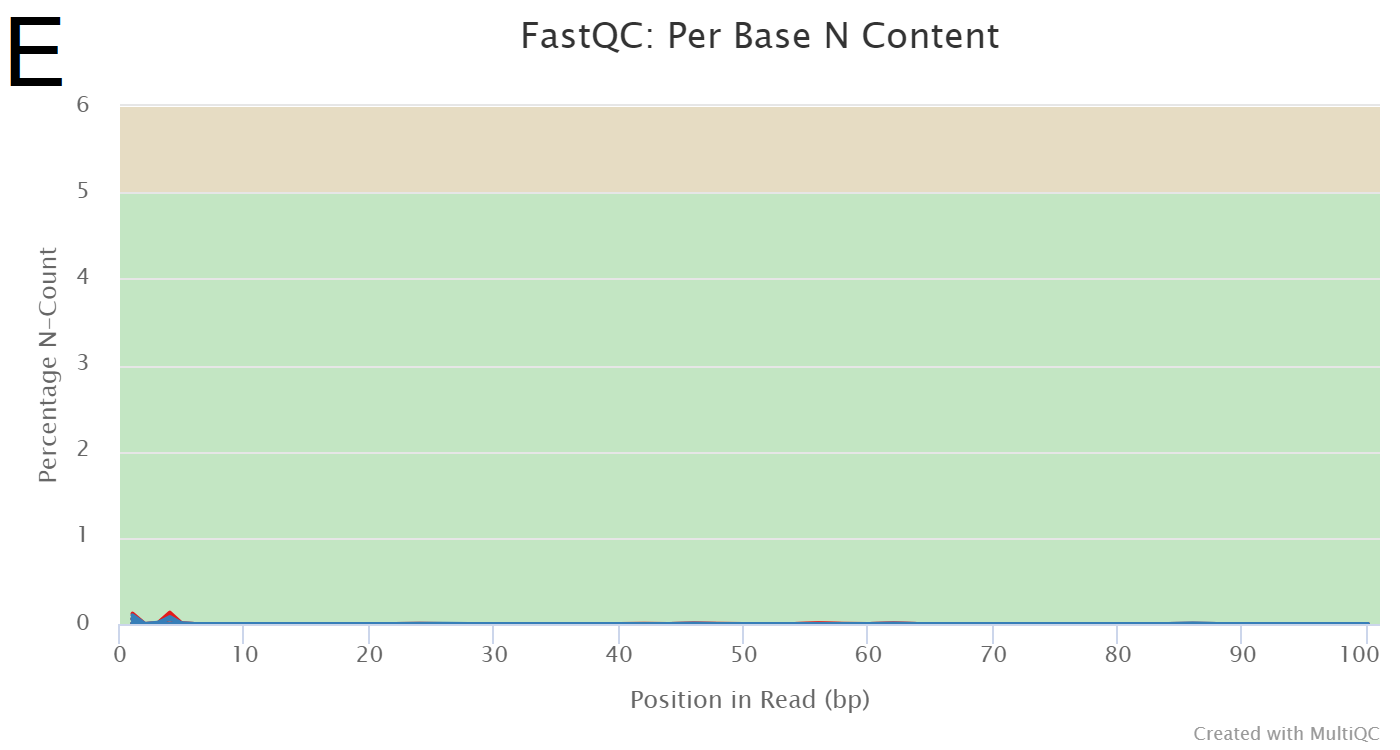 E
FastQC: Per Base N Content
6
5
4
3
2
1
0
Percentage N-Count
0 10 20 30 40 50 60 70 80 90 100
Position in Read (bp)
Created with MultiQC